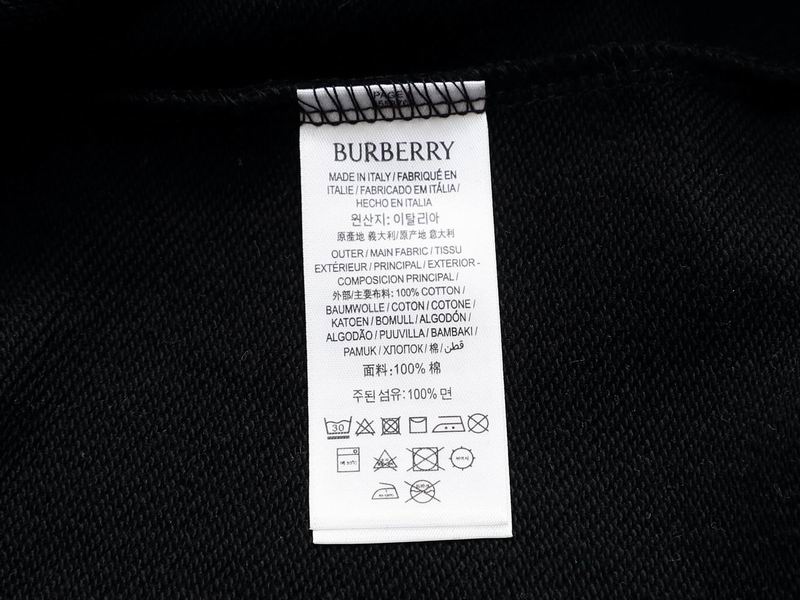 BURBERRY
MADE IN ITALY / FABRIQUÉ EN
ITALIE / FABRICADO EM ITÁLIA /
HECHO EN ITALIA
원산지: 이탈리아
原產地 義大利/原产地 意大利
OUTER / MAIN FABRIC / TISSU
EXTÉRIEUR / PRINCIPAL / EXTERIOR -
COMPOSICION PRINCIPAL /
外部/主要布料: 100% COTTON /
BAUMWOLLE / COTON / COTONE /
KATOEN / BOMULL / ALGODÓN /
ALGODÃO / PUUVILLA / BAMBAKI /
PAMUK / ХЛОПОК / 棉 / قطن
面料:100% 棉
주된 섬유: 100% 면
30